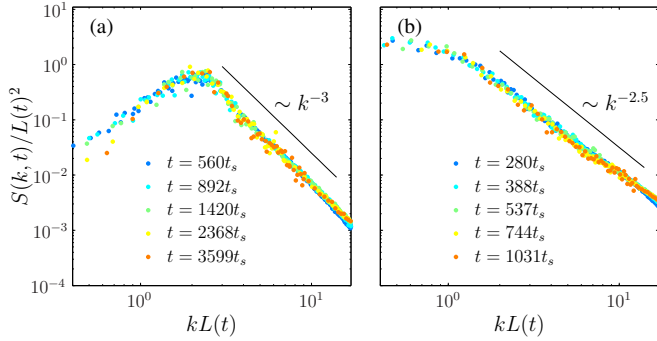 (a)
S(k, t)/L(t)^2
10^1
10^0
10^{-1}
10^{-2}
10^{-3}
10^{-4}
∼ k^{-3}
t = 560t_s
t = 892t_s
t = 1420t_s
t = 2368t_s
t = 3599t_s
10^0
10^1
kL(t)
(b)
∼ k^{-2.5}
t = 280t_s
t = 388t_s
t = 537t_s
t = 744t_s
t = 1031t_s
10^0
10^1
kL(t)